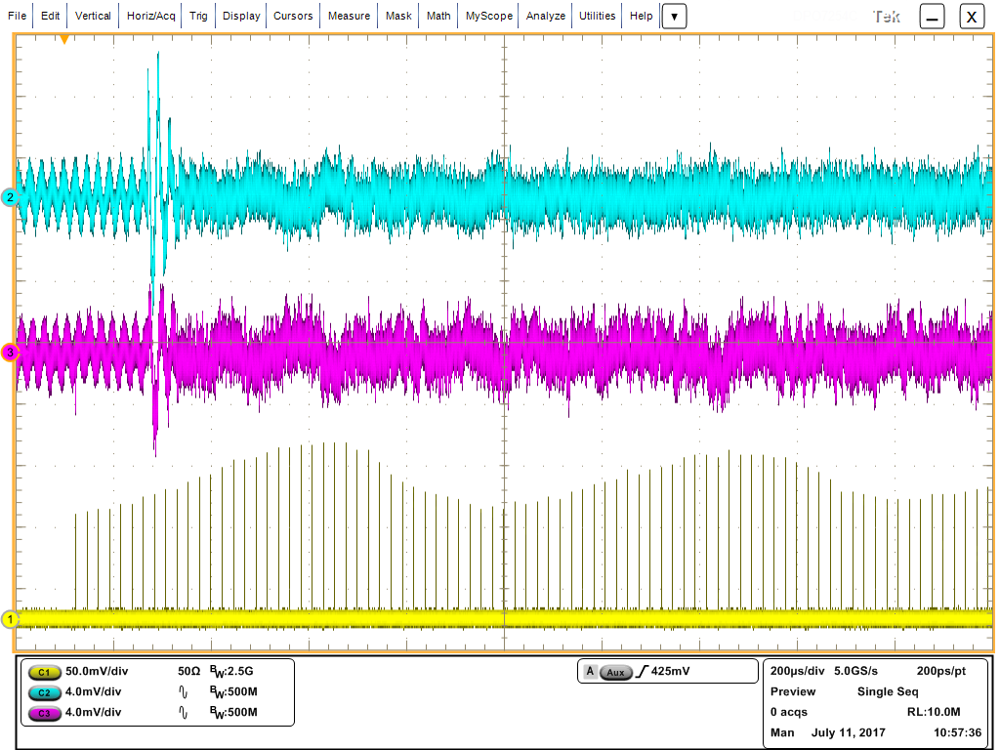 File Edit Vertical Horiz/Acq Trig Display Cursors Measure Mask Math MyScope Analyze Utilities Help ▼ Tek X
2
3
1
C1 50.0mV/div 50Ω BW:2.5G
C2 4.0mV/div BW:500M
C3 4.0mV/div BW:500M
A Aux 425mV
200µs/div 5.0GS/s 200ps/pt
Preview Single Seq
0 acqs RL:10.0M
Man July 11, 2017 10:57:36